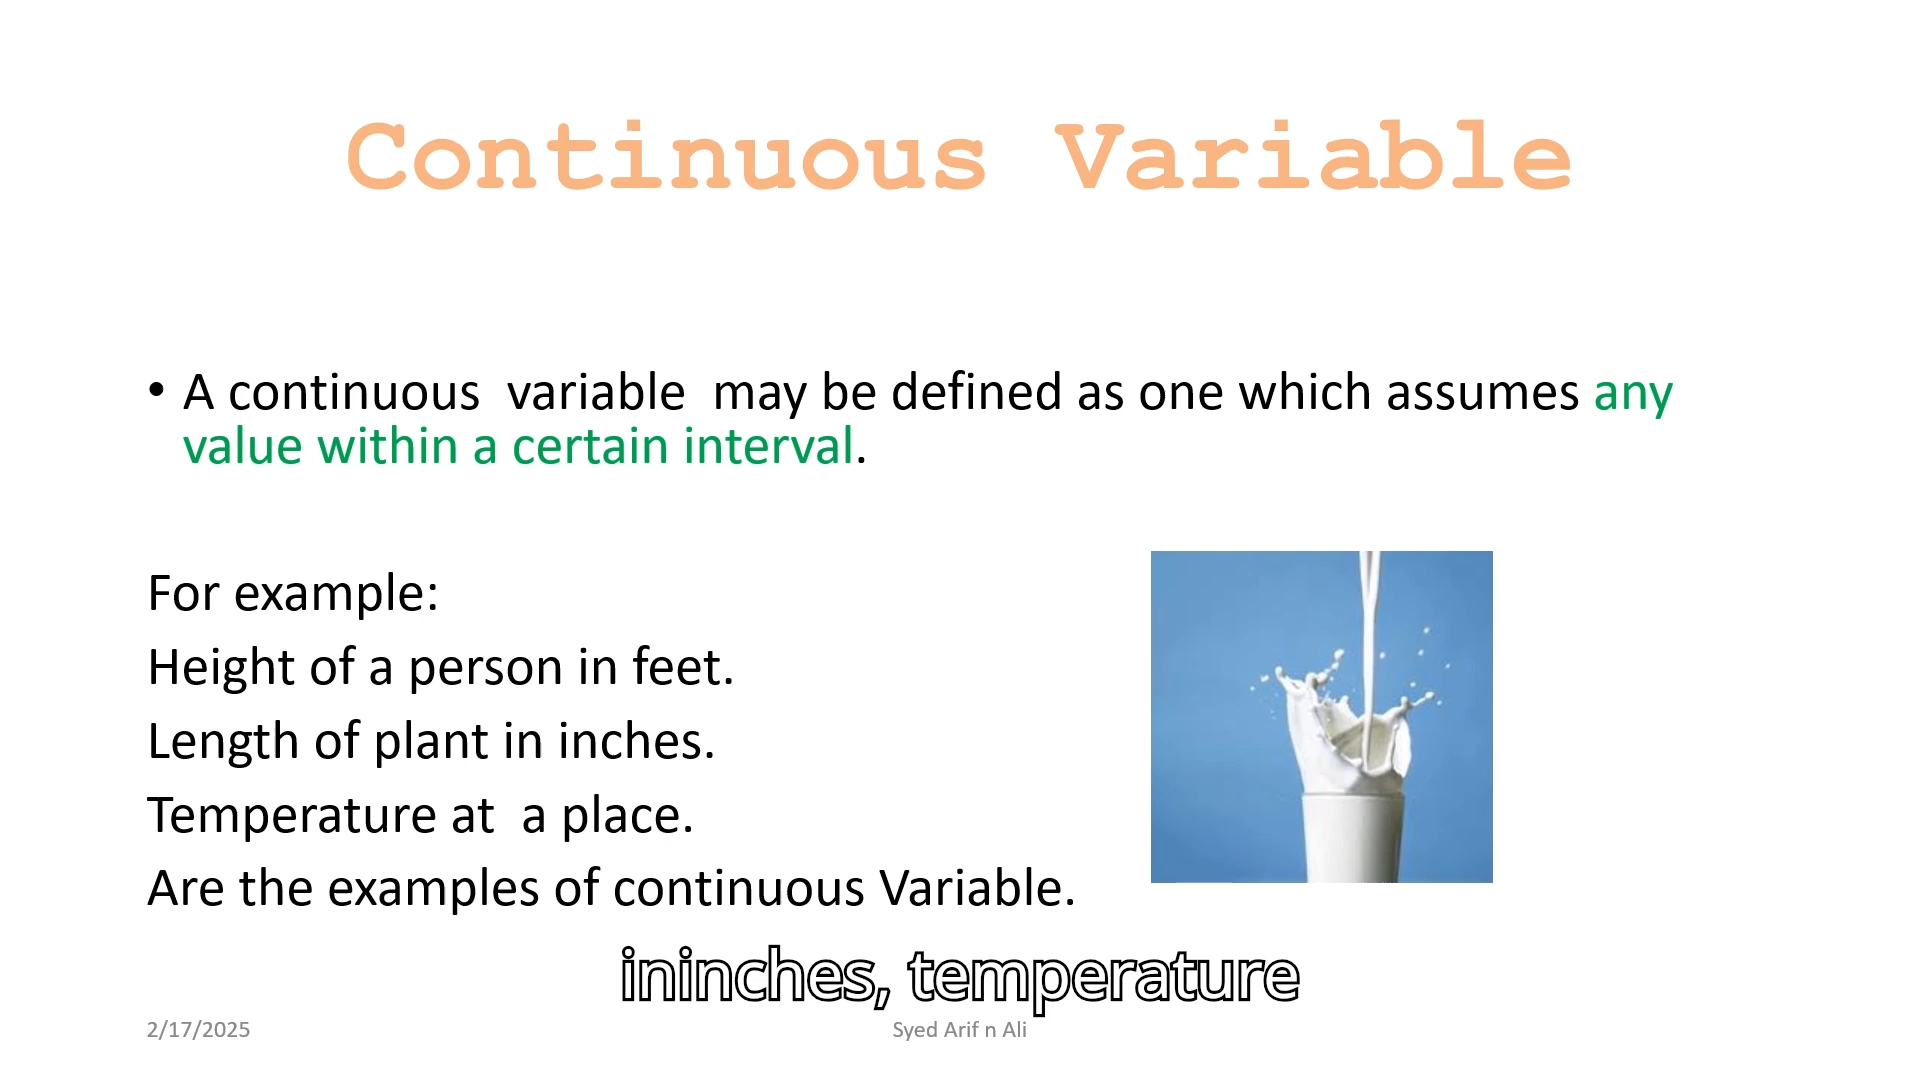 Continuous Variable
• A continuous  variable  may be defined as one which assumes any
value within a certain interval.
For example:
Height of a person in feet.
Length of plant in inches.
Temperature at  a place.
Are the examples of continuous Variable.
ininches, temperature
2/17/2025
Syed Arif n Ali